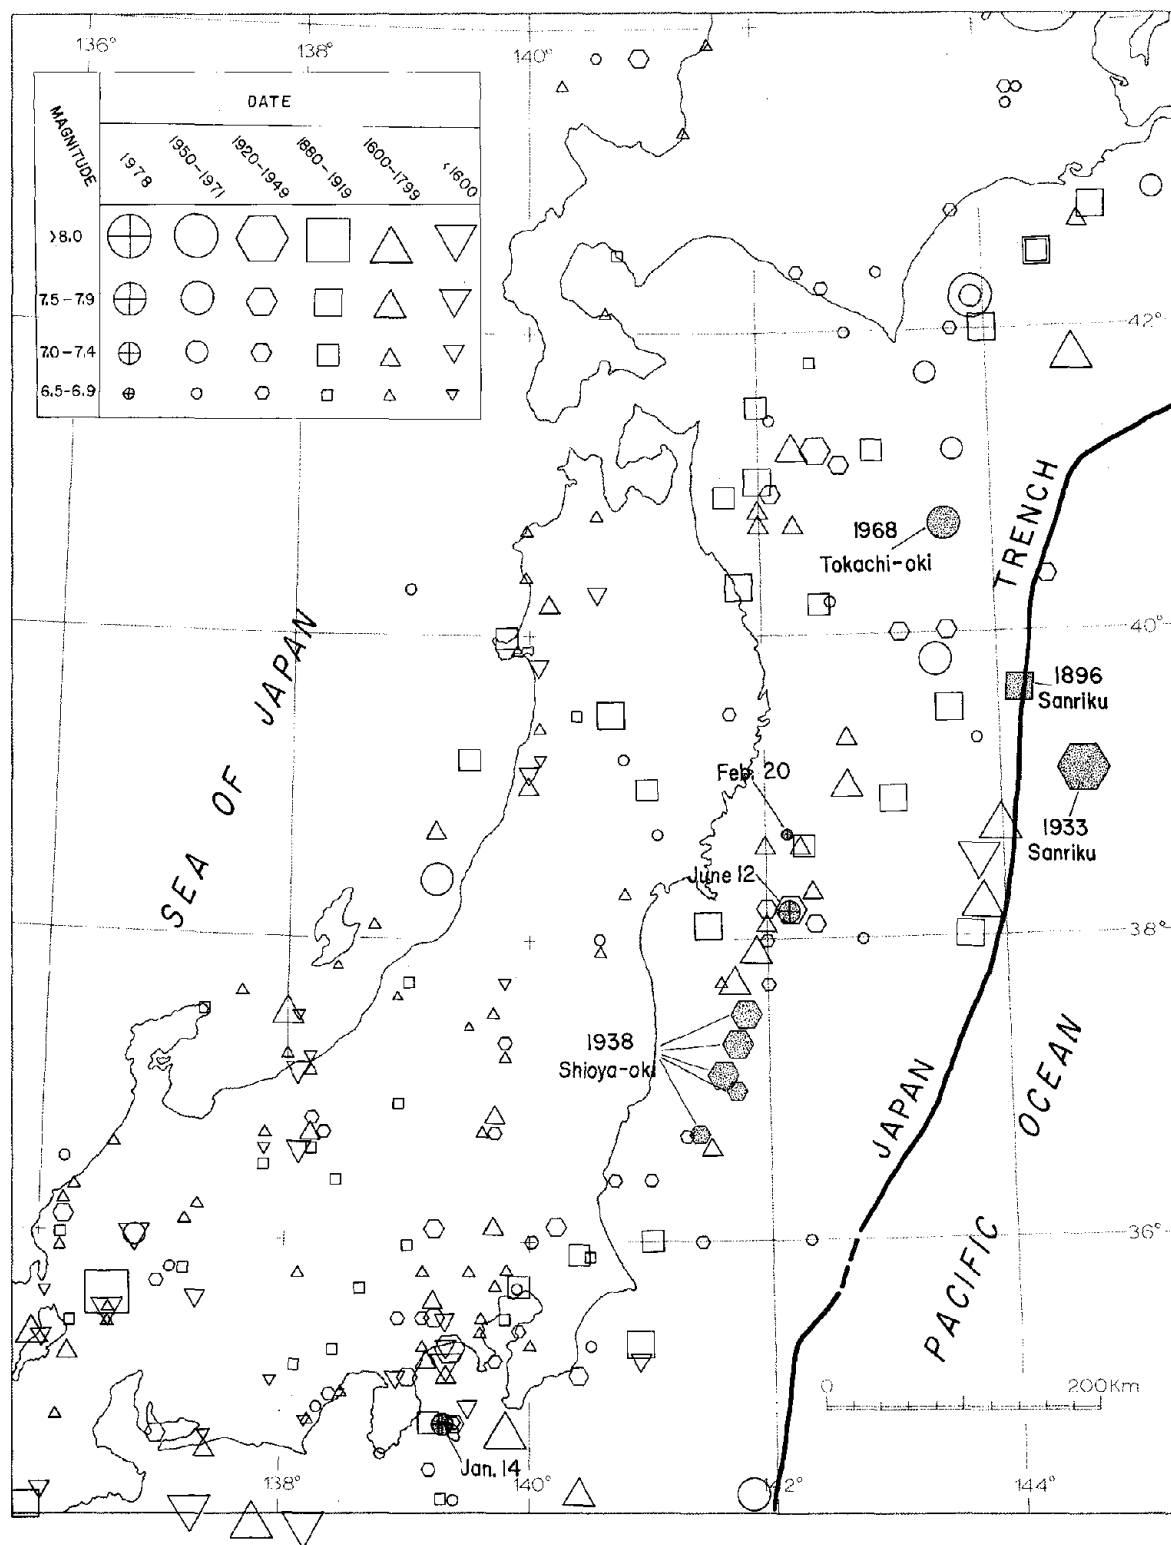 136°
138°
140°
DATE
MAGNITUDE
1978
1950-1971
1920-1949
1880-1919
1600-1799
<1600
>8.0
7.5-7.9
7.0-7.4
6.5-6.9
42°
TRENCH
1968
Tokachi-oki
40°
SEA OF JAPAN
1896
Sanriku
Feb. 20
1933
Sanriku
June 12
38°
1938
Shioya-oki
JAPAN
PACIFIC OCEAN
36°
0 200Km
Jan. 14
138°
140°
142°
144°